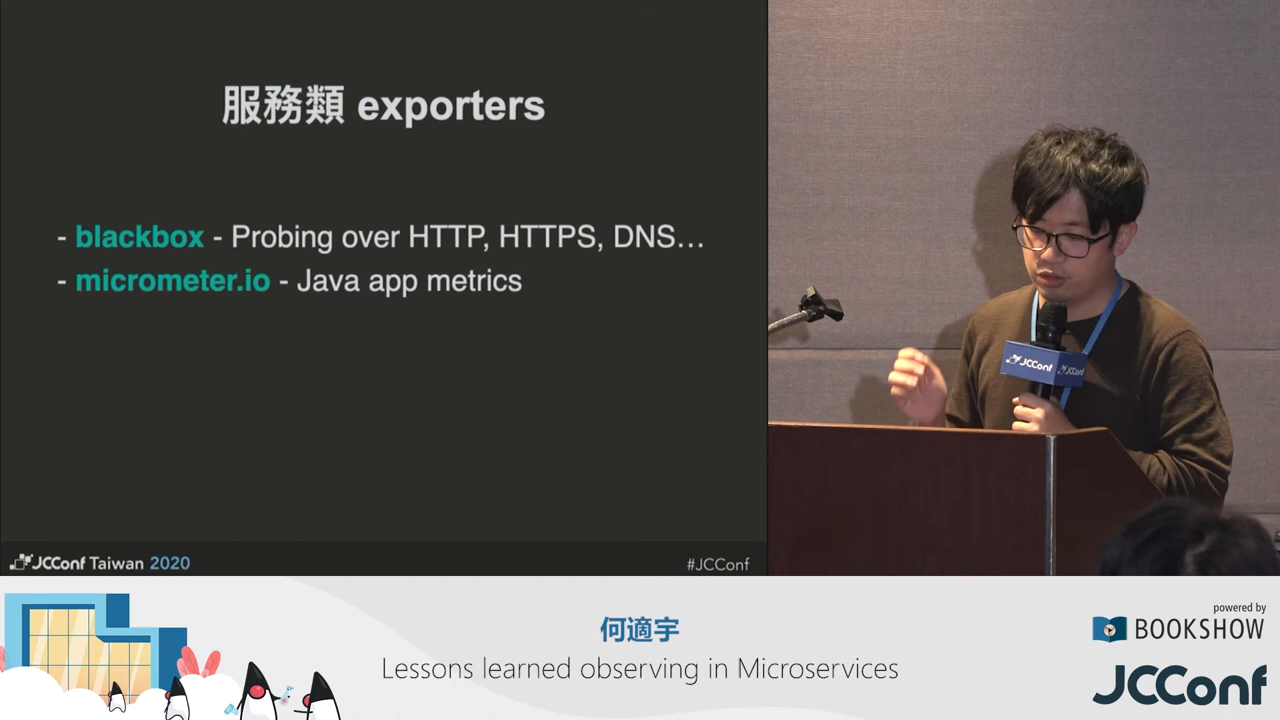 服務類 exporters
- blackbox - Probing over HTTP, HTTPS, DNS…
- micrometer.io - Java app metrics
JCConf Taiwan 2020
#JCConf
JCConf
JCConf
何適宇
Lessons learned observing in Microservices
powered by
BOOKSHOW
JCConf